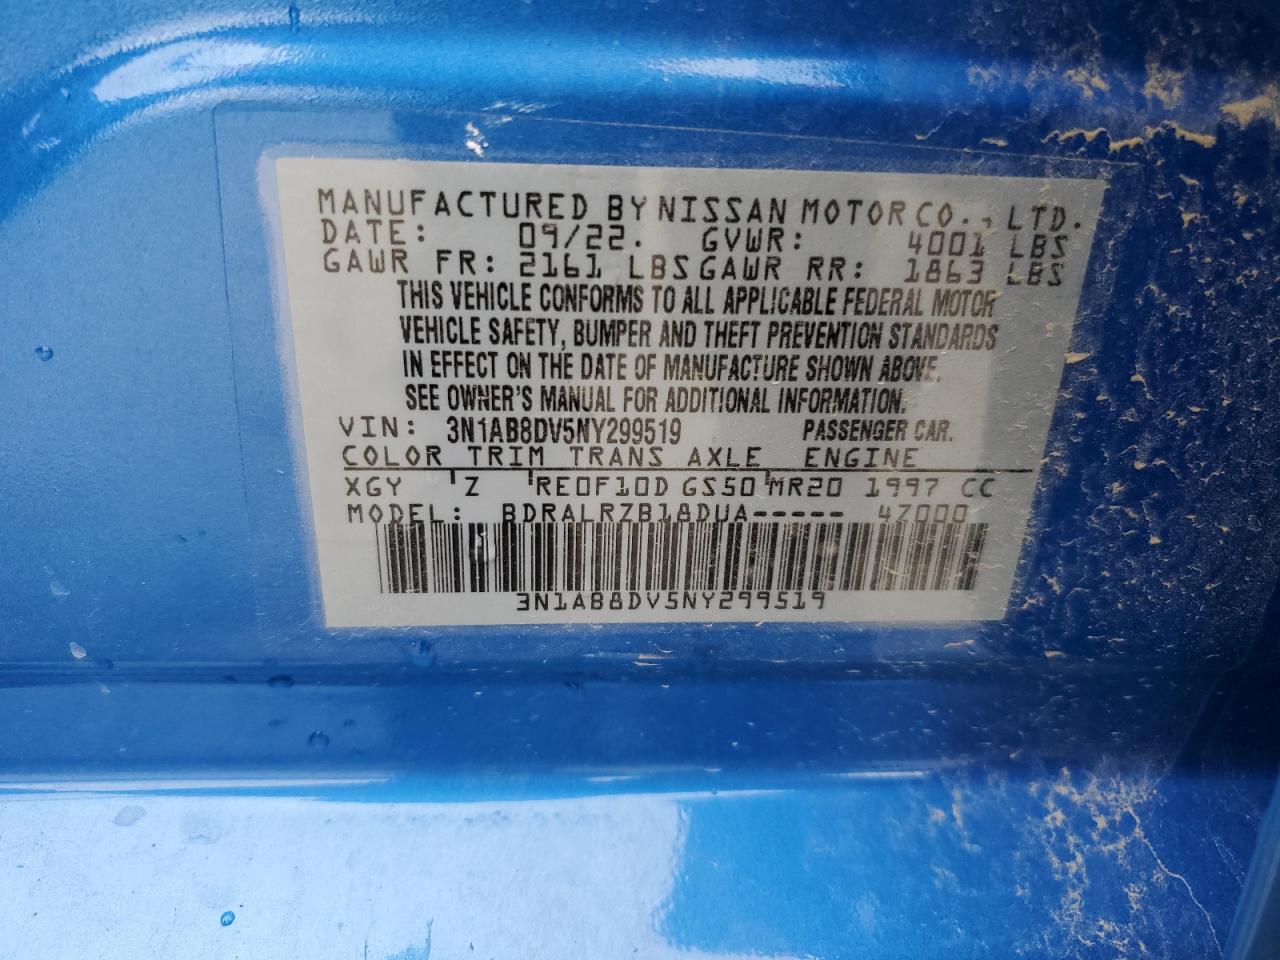 MANUFACTURED BY NISSAN MOTOR CO., LTD.
DATE: 09/22. GVWR: 4001 LBS
GAWR FR: 2161 LBS GAWR RR: 1863 LBS
THIS VEHICLE CONFORMS TO ALL APPLICABLE FEDERAL MOTOR
VEHICLE SAFETY, BUMPER AND THEFT PREVENTION STANDARDS
IN EFFECT ON THE DATE OF MANUFACTURE SHOWN ABOVE.
SEE OWNER'S MANUAL FOR ADDITIONAL INFORMATION.
VIN: 3N1AB8DV5NY299519 PASSENGER CAR.
COLOR TRIM TRANS AXLE ENGINE
XGY Z RE0F10D GS50 MR20 1997 CC
MODEL: BDRALRZB18DUA----- 47000
3N1AB8DV5NY299519